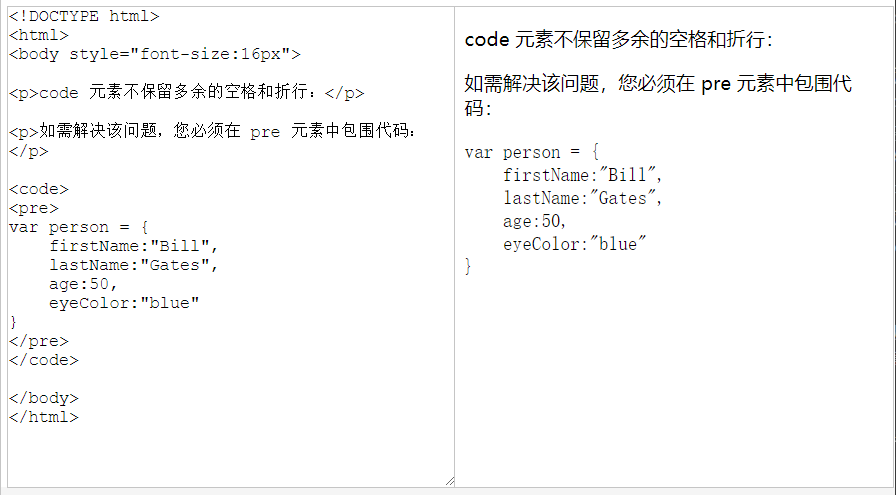 <!DOCTYPE html>
<html>
<body style="font-size:16px">
<p>code 元素不保留多余的空格和折行：</p>
<p>如需解决该问题，您必须在 pre 元素中包围代码：
</p>
<code>
<pre>
var person = {
    firstName:"Bill",
    lastName:"Gates",
    age:50,
    eyeColor:"blue"
}
</pre>
</code>
</body>
</html>
code 元素不保留多余的空格和折行：
如需解决该问题，您必须在 pre 元素中包围代
码：
var person = {
    firstName:"Bill",
    lastName:"Gates",
    age:50,
    eyeColor:"blue"
}